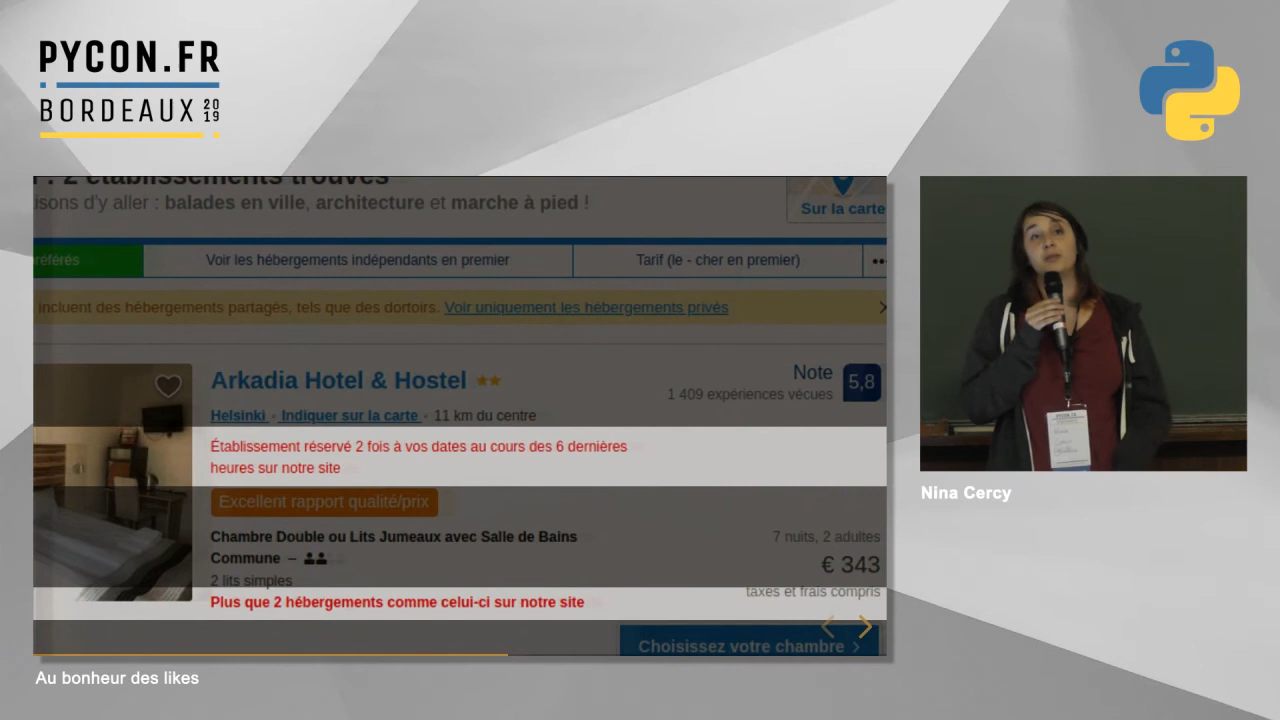 PYCON.FR
BORDEAUX 2019
: 2 établissements trouvés
isons d'y aller : balades en ville, architecture et marche à pied !
Sur la carte
référés
Voir les hébergements indépendants en premier
Tarif (le - cher en premier)
incluent des hébergements partagés, tels que des dortoirs. Voir uniquement les hébergements privés
Arkadia Hotel & Hostel
Note
5,8
1 409 expériences vécues
Helsinki - Indiquer sur la carte - 11 km du centre
Établissement réservé 2 fois à vos dates au cours des 6 dernières
heures sur notre site
Excellent rapport qualité/prix
Chambre Double ou Lits Jumeaux avec Salle de Bains
Commune –
7 nuits, 2 adultes
€ 343
2 lits simples
taxes et frais compris
Plus que 2 hébergements comme celui-ci sur notre site
Choisissez votre chambre
Au bonheur des likes
PYCON.FR
Nina Cercy